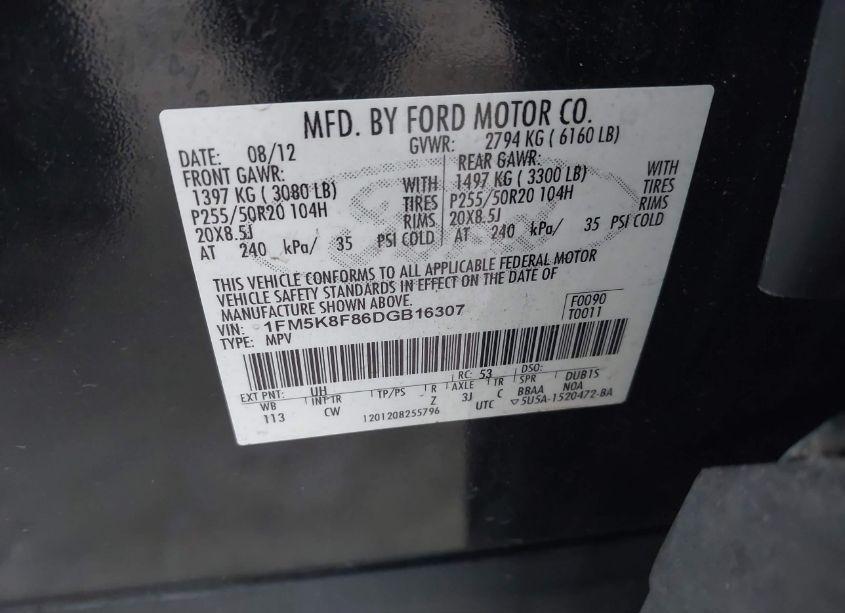 MFD. BY FORD MOTOR CO.
DATE: 08/12 GVWR: 2794 KG ( 6160 LB)
FRONT GAWR: REAR GAWR:
1397 KG ( 3080 LB) WITH 1497 KG ( 3300 LB) WITH
P255/50R20 104H TIRES P255/50R20 104H TIRES
20X8.5J RIMS 20X8.5J RIMS
AT 240 kPa/ 35 PSI COLD AT 240 kPa/ 35 PSI COLD
THIS VEHICLE CONFORMS TO ALL APPLICABLE FEDERAL MOTOR
VEHICLE SAFETY STANDARDS IN EFFECT ON THE DATE OF
MANUFACTURE SHOWN ABOVE.
VIN: 1FM5K8F86DGB16307 F0090
TYPE: MPV T0011
EXT PNT: UH RC: 53 DSO:
WB INT TR TP/PS R AXLE TR SPR DUB1S
113 CW Z 3J C BBAA N0A
1201208255796 UTC ▽5U5A-1520472-BA